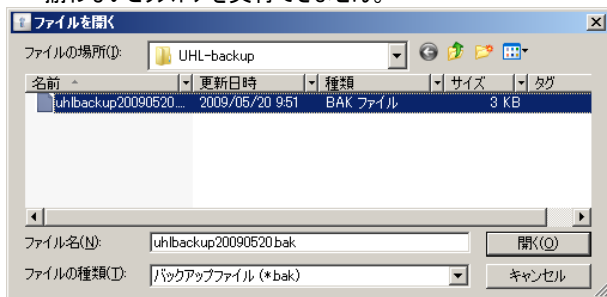 ファイルを開く
ファイルの場所(I): UHL-backup
名前 更新日時 種類 サイズ タグ
uhlbackup20090520... 2009/05/20 9:51 BAK ファイル 3 KB
ファイル名(N): uhlbackup20090520.bak 開く(O)
ファイルの種類(T): バックアップファイル (*bak) キャンセル